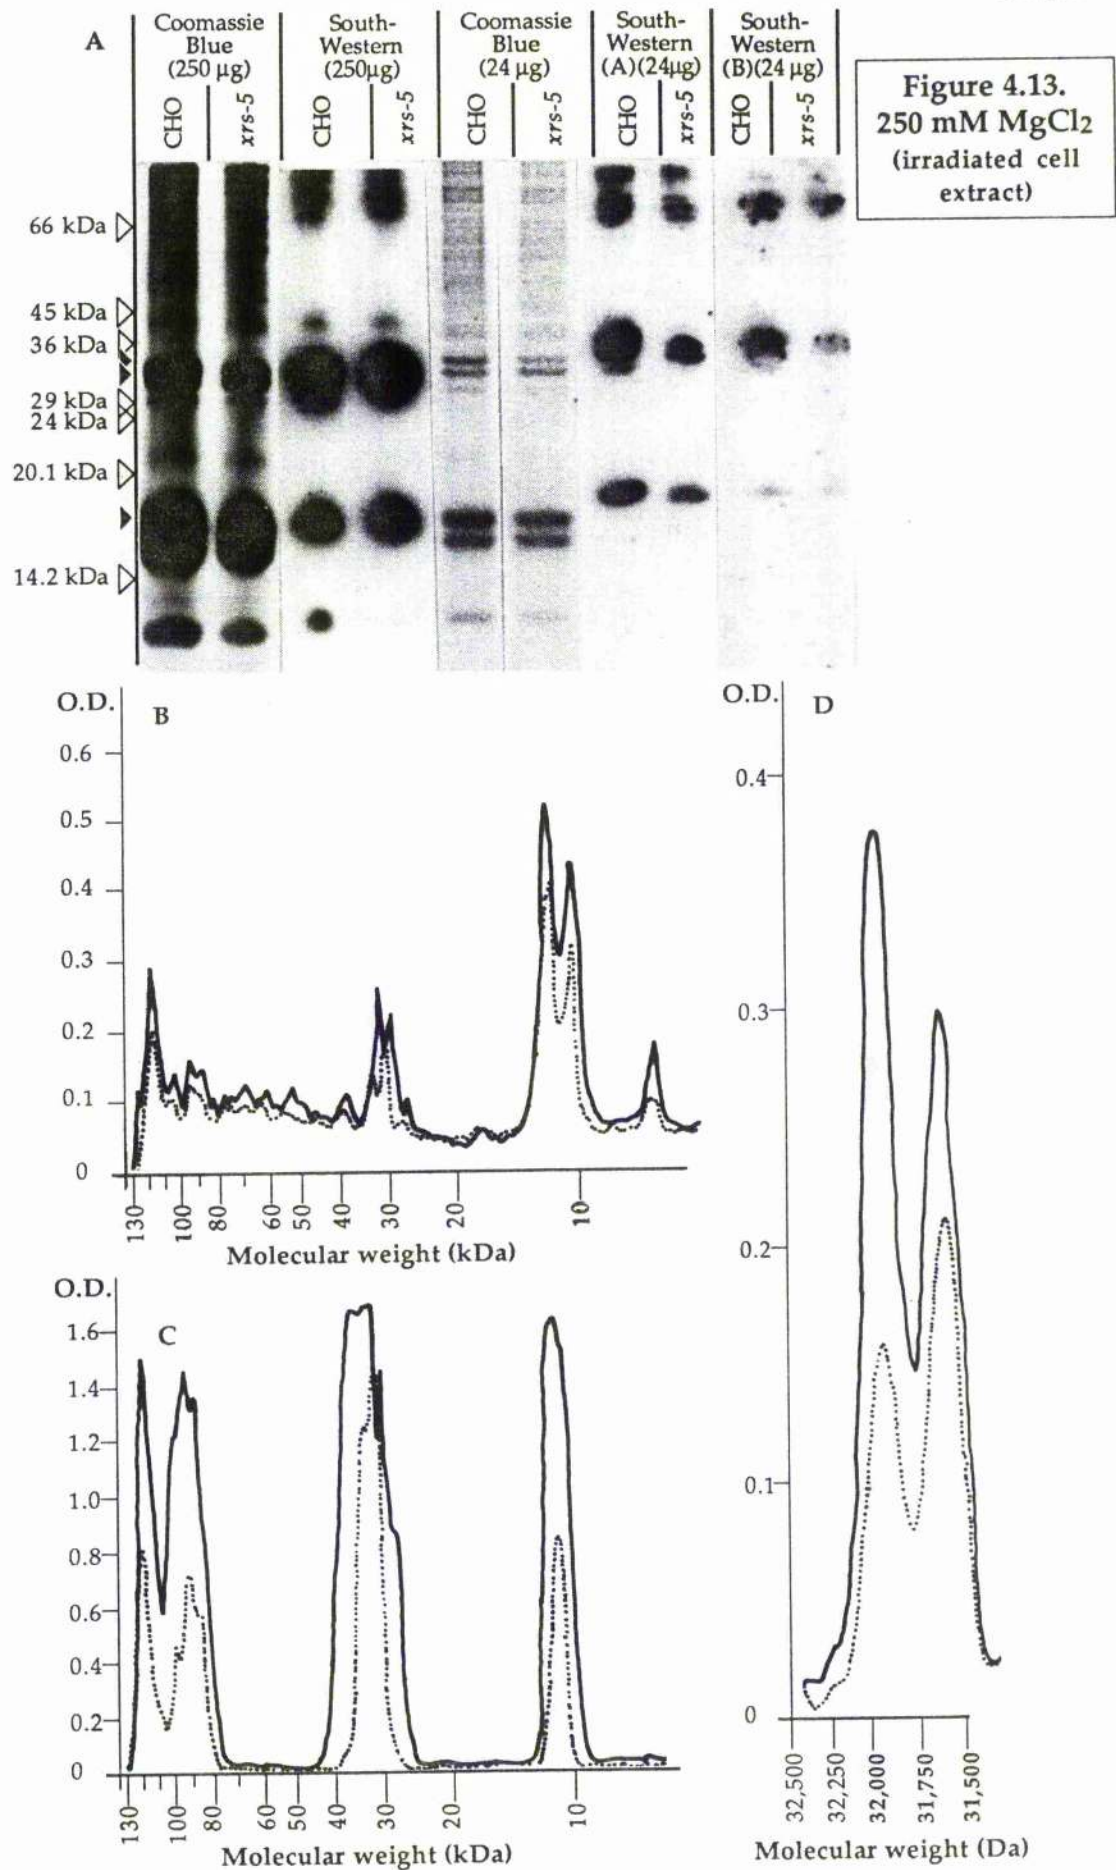 A
Coomassie
Blue
(250 µg)
South-
Western
(250µg)
Coomassie
Blue
(24 µg)
South-
Western
(A)(24µg)
South-
Western
(B)(24 µg)
CHO
xrs-5
CHO
xrs-5
CHO
xrs-5
CHO
xrs-5
CHO
xrs-5
Figure 4.13.
250 mM MgCl2
(irradiated cell
extract)
66 kDa
45 kDa
36 kDa
29 kDa
24 kDa
20.1 kDa
14.2 kDa
O.D.
B
0.6
0.5
0.4
0.3
0.2
0.1
0
130
100
80
60
50
40
30
20
10
Molecular weight (kDa)
O.D.
C
1.6
1.4
1.2
1.0
0.8
0.6
0.4
0.2
0
130
100
80
60
50
40
30
20
10
Molecular weight (kDa)
O.D.
D
0.4
0.3
0.2
0.1
0
32,500
32,250
32,000
31,750
31,500
Molecular weight (Da)